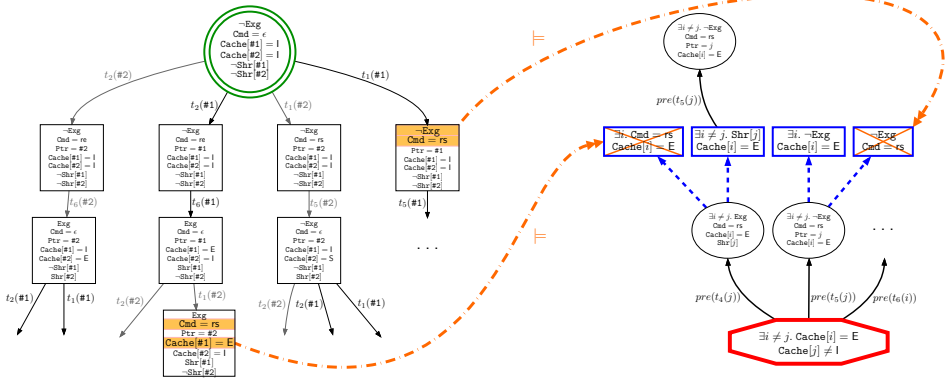 ¬Exg
Cmd = ϵ
Cache[#1] = I
Cache[#2] = I
¬Shr[#1]
¬Shr[#2]
t₂(#2)
t₂(#1)
t₁(#2)
t₁(#1)
¬Exg
Cmd = re
Ptr = #2
Cache[#1] = I
Cache[#2] = I
¬Shr[#1]
¬Shr[#2]
¬Exg
Cmd = re
Ptr = #1
Cache[#1] = I
Cache[#2] = I
¬Shr[#1]
¬Shr[#2]
¬Exg
Cmd = rs
Ptr = #2
Cache[#1] = I
Cache[#2] = I
¬Shr[#1]
¬Shr[#2]
¬Exg
Cmd = rs
Ptr = #1
Cache[#1] = I
Cache[#2] = I
¬Shr[#1]
¬Shr[#2]
t₆(#2)
t₆(#1)
t₅(#2)
t₅(#1)
Exg
Cmd = ϵ
Ptr = #2
Cache[#1] = I
Cache[#2] = E
¬Shr[#1]
Shr[#2]
Exg
Cmd = ϵ
Ptr = #1
Cache[#1] = E
Cache[#2] = I
Shr[#1]
¬Shr[#2]
¬Exg
Cmd = ϵ
Ptr = #2
Cache[#1] = I
Cache[#2] = S
¬Shr[#1]
Shr[#2]
...
t₂(#1)
t₁(#1)
t₂(#2)
t₁(#2)
t₂(#2)
t₂(#1)
t₁(#1)
Exg
Cmd = rs
Ptr = #2
Cache[#1] = E
Cache[#2] = I
Shr[#1]
¬Shr[#2]
⊨
⊨
∃i ≠ j. ¬Exg
Cmd = rs
Ptr = j
Cache[i] = E
pre(t₅(j))
∃i. Cmd = rs
Cache[i] = E
∃i ≠ j. Shr[j]
Cache[i] = E
∃i. ¬Exg
Cache[i] = E
¬Exg
Cmd = rs
∃i ≠ j. Exg
Cmd = rs
Cache[i] = E
Shr[j]
∃i ≠ j. ¬Exg
Cmd = rs
Ptr = j
Cache[i] = E
...
pre(t₄(j))
pre(t₅(j))
pre(t₆(i))
∃i ≠ j. Cache[i] = E
Cache[j] ≠ I